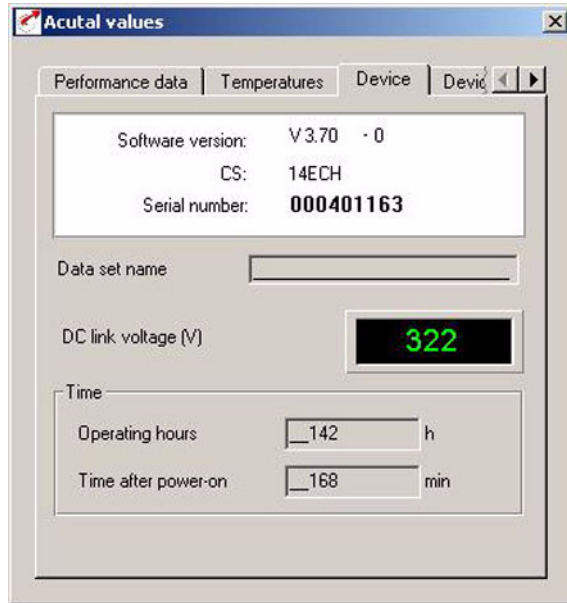 Acutal values
Performance data Temperatures Device
Software version: V 3.70 - 0
CS: 14ECH
Serial number: 000401163
Data set name
DC link voltage (V) 322
Time
Operating hours __142 h
Time after power-on __168 min